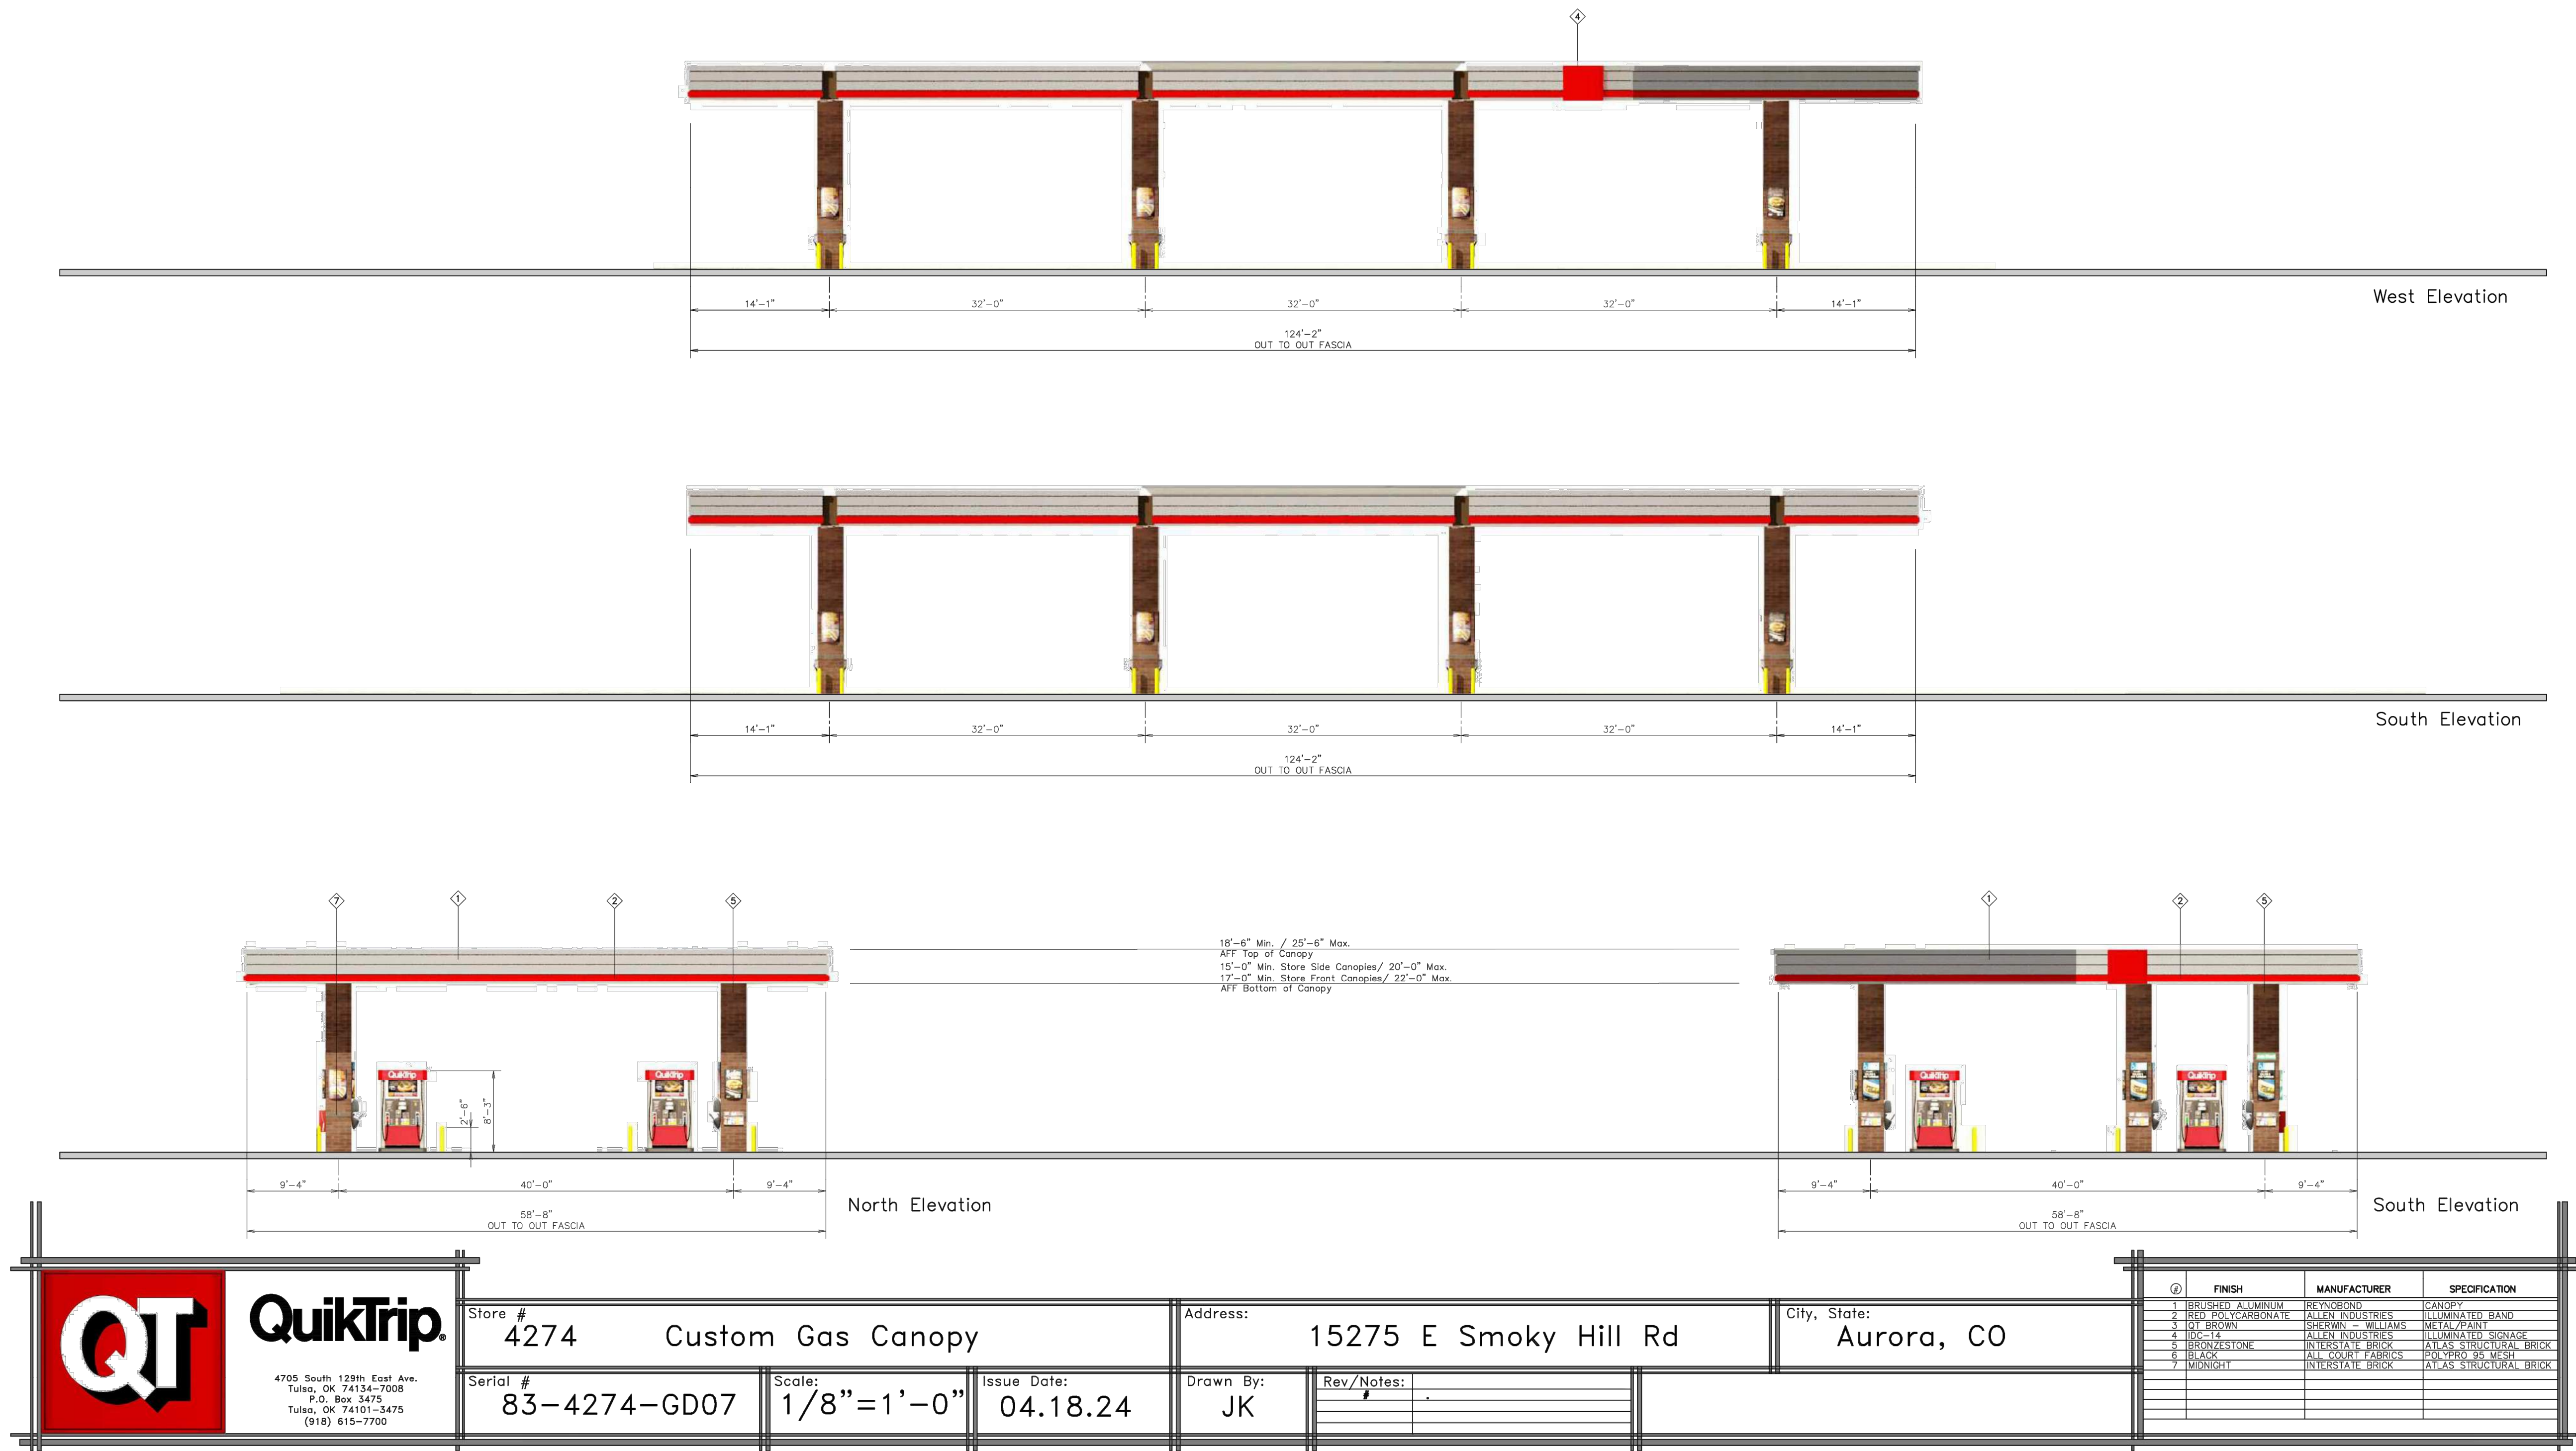 4
14'-1"
32'-0"
32'-0"
32'-0"
14'-1"
West Elevation
124'-2"
OUT TO OUT FASCIA
14'-1"
32'-0"
32'-0"
32'-0"
14'-1"
South Elevation
124'-2"
OUT TO OUT FASCIA
7
1
2
5
QuikTrip
QuikTrip
2'-6"
8'-3"
9'-4"
40'-0"
9'-4"
North Elevation
58'-8"
OUT TO OUT FASCIA
18'-6" Min. / 25'-6" Max.
AFF Top of Canopy
15'-0" Min. Store Side Canopies/ 20'-0" Max.
17'-0" Min. Store Front Canopies/ 22'-0" Max.
AFF Bottom of Canopy
1
2
5
QuikTrip
QuikTrip
9'-4"
40'-0"
9'-4"
South Elevation
58'-8"
OUT TO OUT FASCIA
QT
QuikTrip®
4705 South 129th East Ave.
Tulsa, OK 74134-7008
P.O. Box 3475
Tulsa, OK 74101-3475
(918) 615-7700
Store #
4274 Custom Gas Canopy
Address:
15275 E Smoky Hill Rd
City, State:
Aurora, CO
Serial #
83-4274-GD07
Scale:
1/8"=1'-0"
Issue Date:
04.18.24
Drawn By:
JK
Rev/Notes:
# .
# FINISH MANUFACTURER SPECIFICATION
1 BRUSHED ALUMINUM REYNOBOND CANOPY
2 RED POLYCARBONATE ALLEN INDUSTRIES ILLUMINATED BAND
3 QT BROWN SHERWIN - WILLIAMS METAL/PAINT
4 IDC-14 ALLEN INDUSTRIES ILLUMINATED SIGNAGE
5 BRONZESTONE INTERSTATE BRICK ATLAS STRUCTURAL BRICK
6 BLACK ALL COURT FABRICS POLYPRO 95 MESH
7 MIDNIGHT INTERSTATE BRICK ATLAS STRUCTURAL BRICK